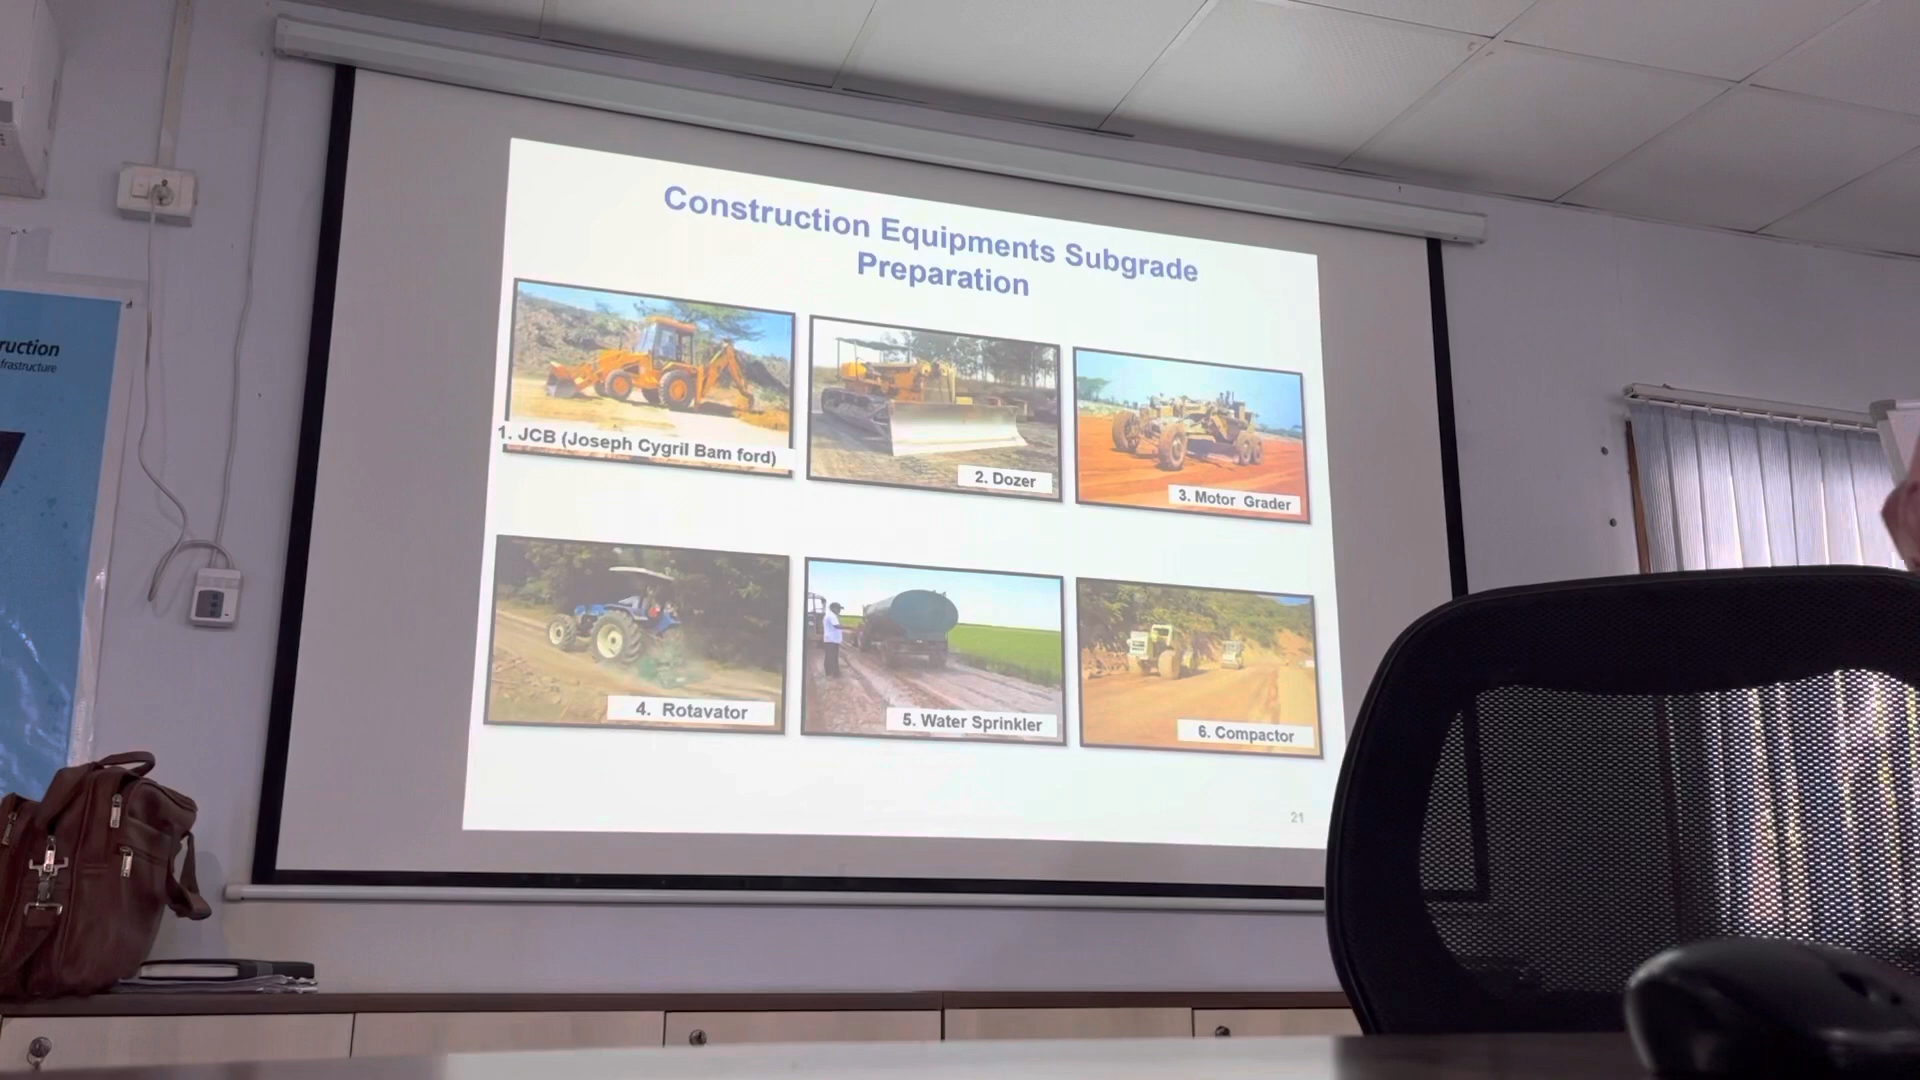 Construction Equipments Subgrade
Preparation
1. JCB (Joseph Cygril Bam ford)
2. Dozer
3. Motor Grader
4. Rotavator
5. Water Sprinkler
6. Compactor
21
ruction
frastructure